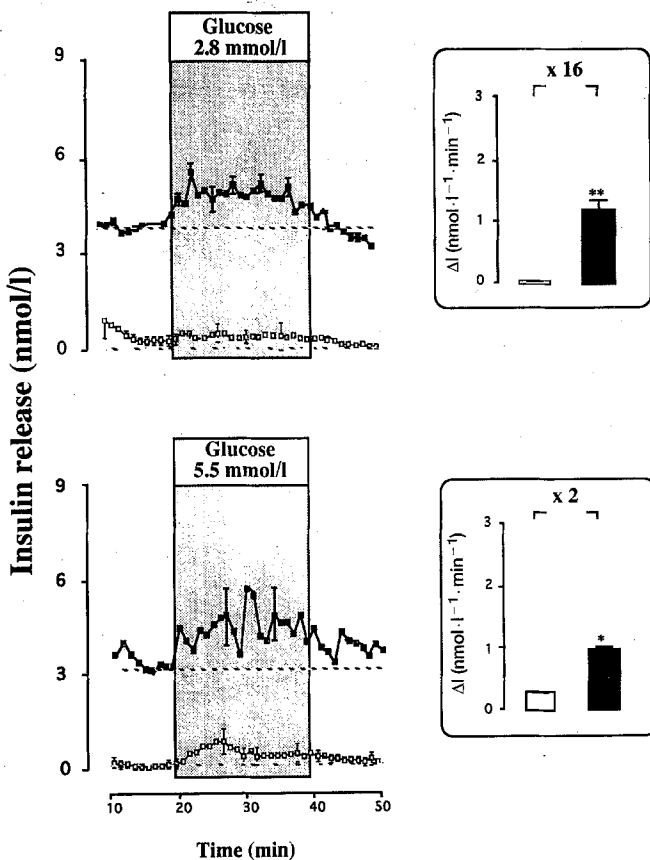 Glucose
2.8 mmol/l
9
6
3
0
x 16
3
2
1
0
**
ΔI (nmol·l⁻¹·min⁻¹)
Insulin release (nmol/l)
Glucose
5.5 mmol/l
9
6
3
0
10 20 30 40 50
Time (min)
x 2
3
2
1
0
*
ΔI (nmol·l⁻¹·min⁻¹)